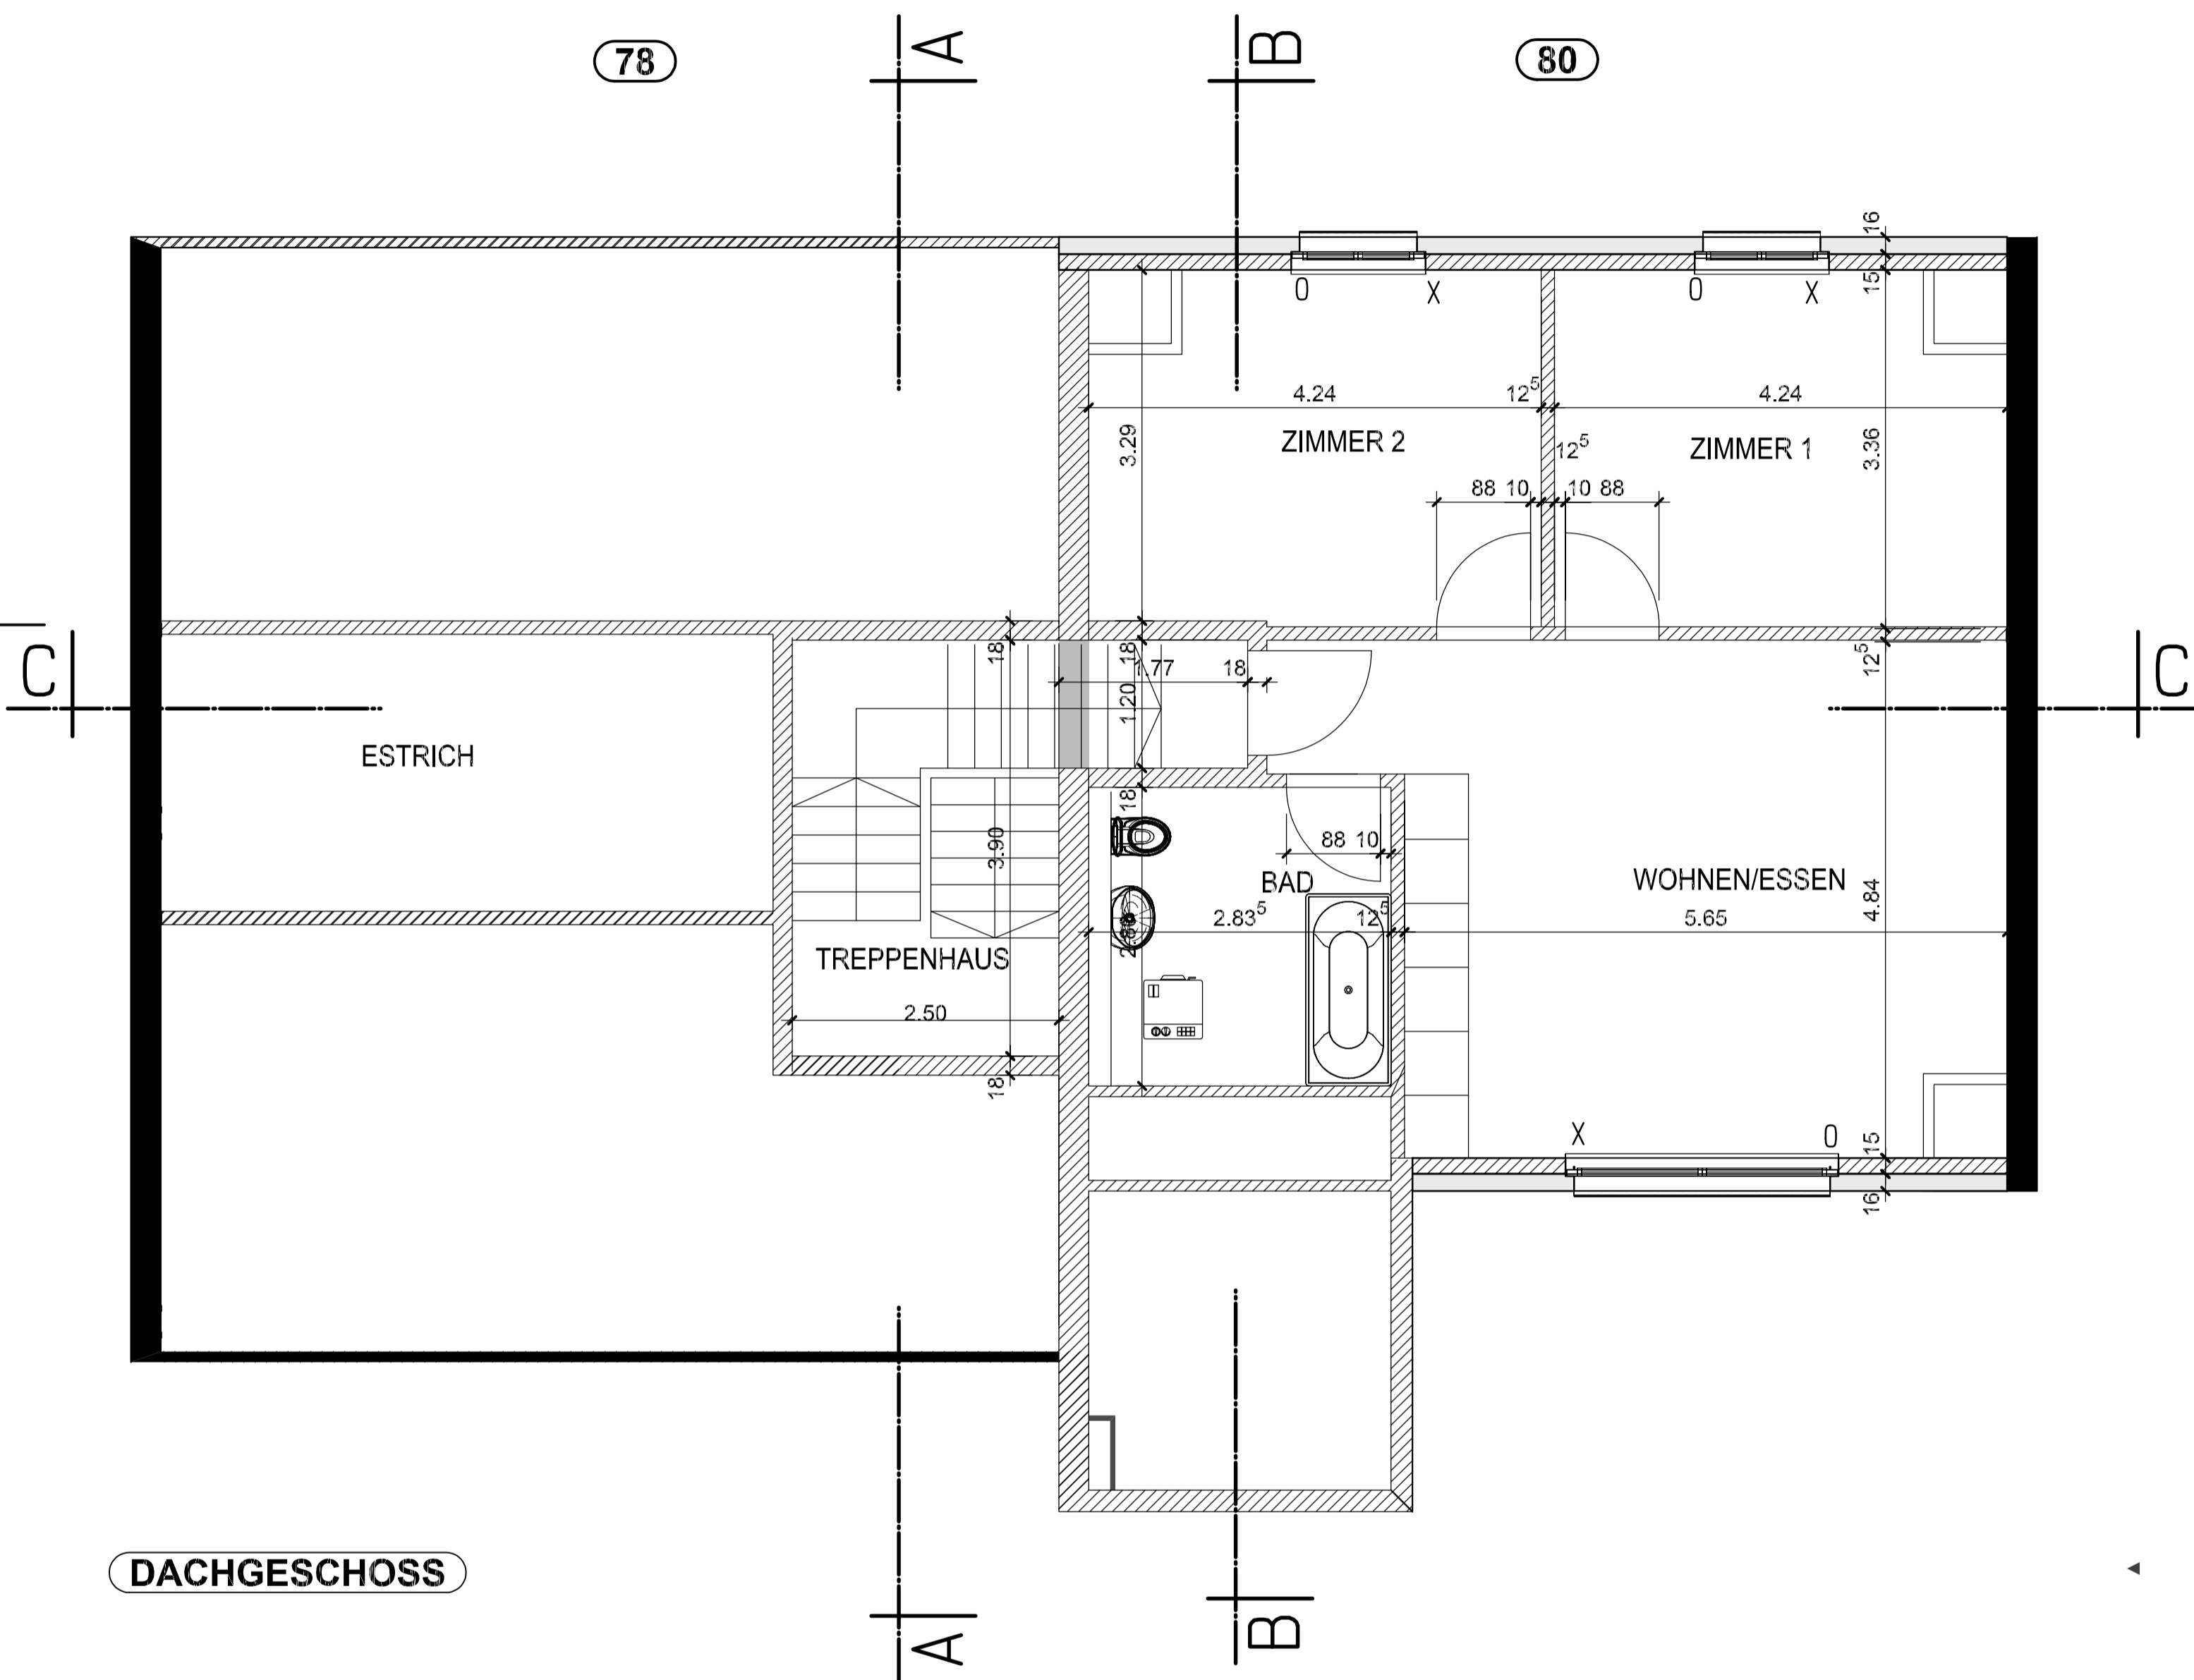 78
A
B
80
16
15
O
X
O
X
4.24
12⁵
4.24
3.29
ZIMMER 2
12⁵
ZIMMER 1
3.36
88 10
10 88
C
18
18
1.77
18
12⁵
C
1.20
ESTRICH
18
3.90
88 10
BAD
WOHNEN/ESSEN
4.84
2.83⁵
12⁵
5.65
TREPPENHAUS
2.50
18
X
O
15
16
DACHGESCHOSS
A
B